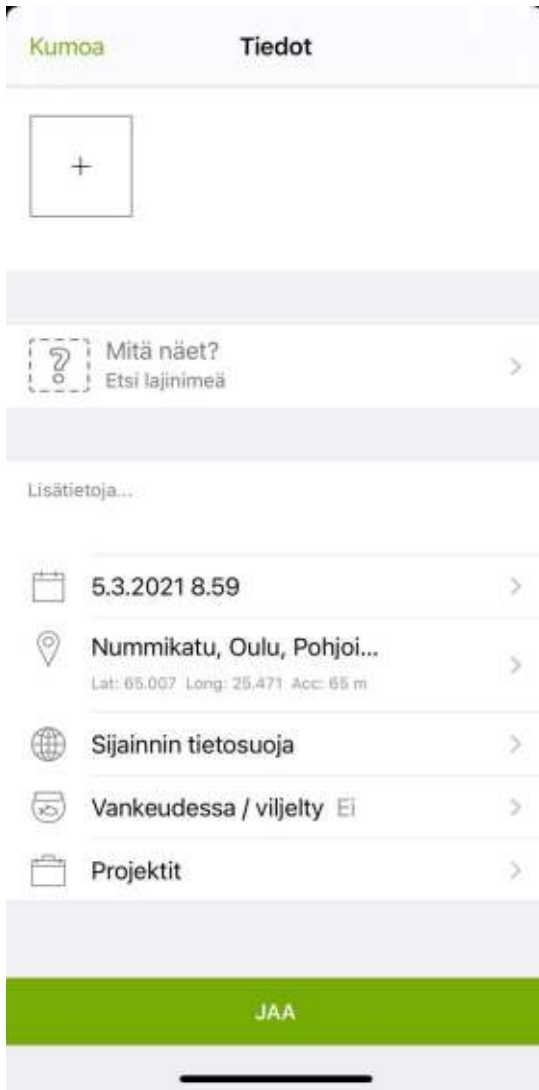 Kumoa Tiedot
+
?
Mitä näet?
Etsi lajinimeä
Lisätietoja...
5.3.2021 8.59
Nummikatu, Oulu, Pohjoi...
Lat: 65.007 Long: 25.471 Acc: 65 m
Sijainnin tietosuoja
Vankeudessa / viljelty Ei
Projektit
JAA